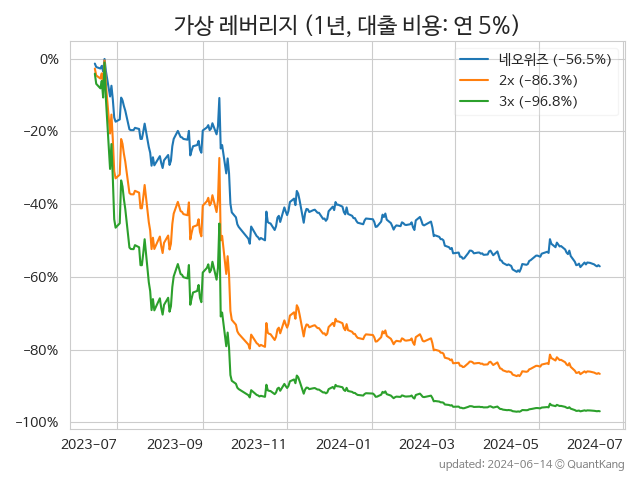 가상 레버리지 (1년, 대출 비용: 연 5%)
네오위즈 (−56.5%)
2x (−86.3%)
3x (−96.8%)
0%
−20%
−40%
−60%
−80%
−100%
2023-07 2023-09 2023-11 2024-01 2024-03 2024-05 2024-07
updated: 2024-06-14 © QuantKang